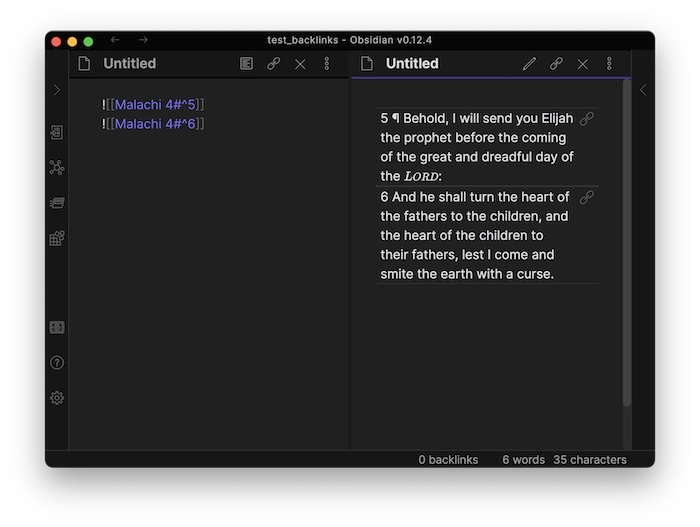 test_backlinks - Obsidian v0.12.4
Untitled
![[Malachi 4#^5]]
![[Malachi 4#^6]]
Untitled
5 ¶ Behold, I will send you Elijah
the prophet before the coming
of the great and dreadful day of
the LORD:
6 And he shall turn the heart of
the fathers to the children, and
the heart of the children to
their fathers, lest I come and
smite the earth with a curse.
0 backlinks 6 words 35 characters